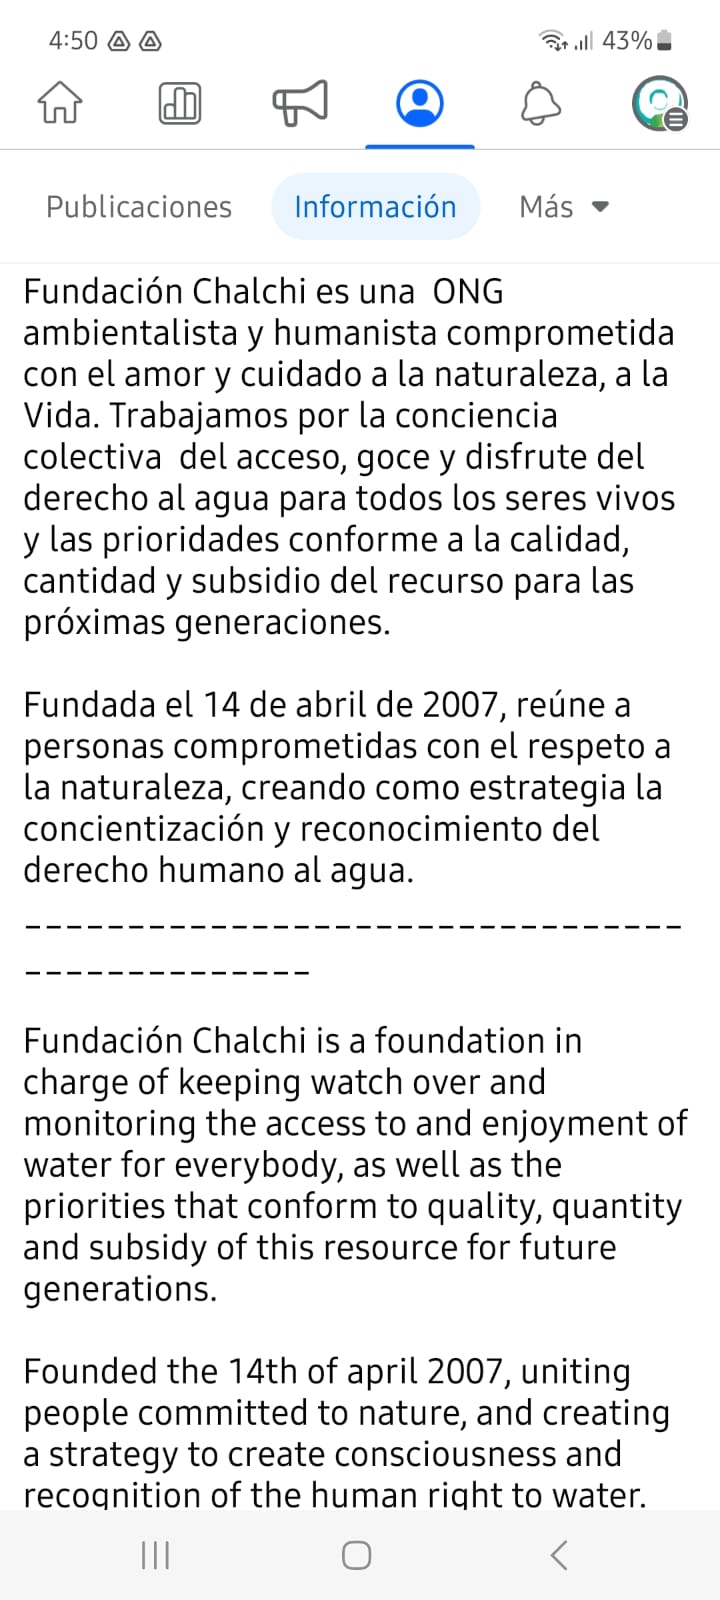 4:50 43%
Publicaciones Información Más
Fundación Chalchi es una  ONG
ambientalista y humanista comprometida
con el amor y cuidado a la naturaleza, a la
Vida. Trabajamos por la conciencia
colectiva  del acceso, goce y disfrute del
derecho al agua para todos los seres vivos
y las prioridades conforme a la calidad,
cantidad y subsidio del recurso para las
próximas generaciones.
Fundada el 14 de abril de 2007, reúne a
personas comprometidas con el respeto a
la naturaleza, creando como estrategia la
concientización y reconocimiento del
derecho humano al agua.
--------------------------------
--------------
Fundación Chalchi is a foundation in
charge of keeping watch over and
monitoring the access to and enjoyment of
water for everybody, as well as the
priorities that conform to quality, quantity
and subsidy of this resource for future
generations.
Founded the 14th of april 2007, uniting
people committed to nature, and creating
a strategy to create consciousness and
recognition of the human right to water.